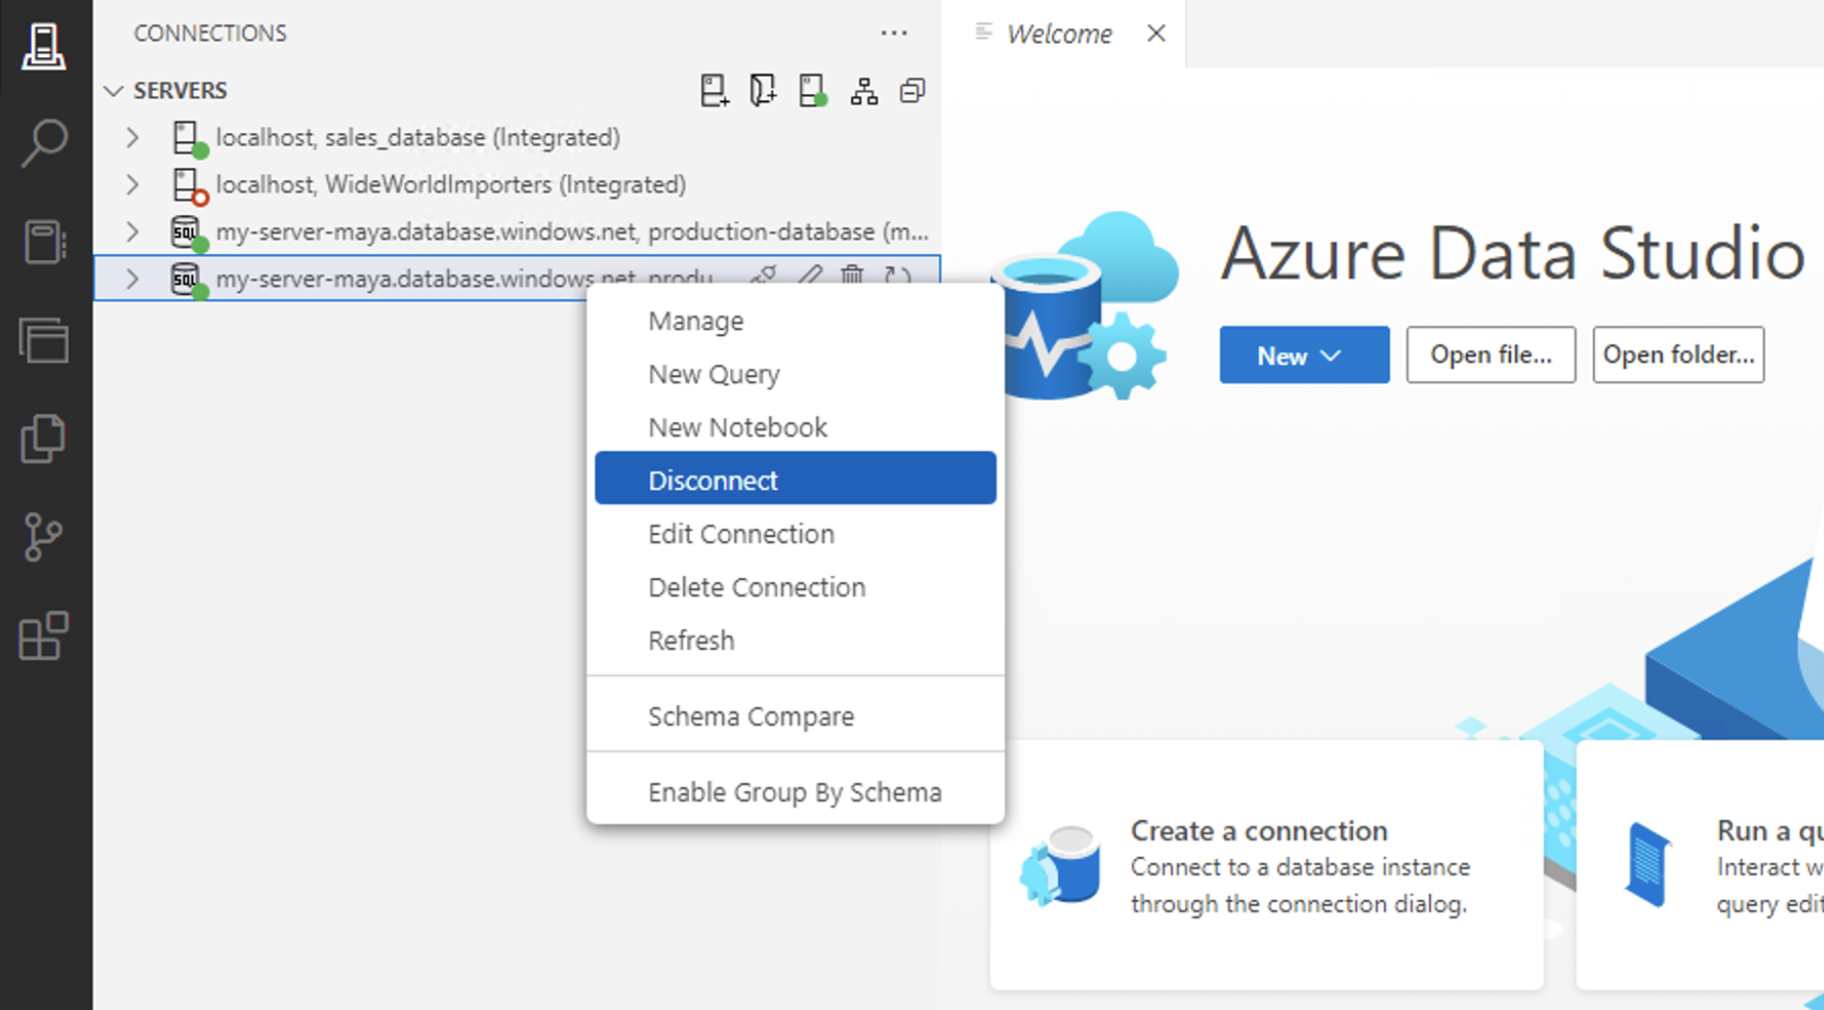 CONNECTIONS
SERVERS
localhost, sales_database (Integrated)
localhost, WideWorldImporters (Integrated)
SQL
my-server-maya.database.windows.net, production-database (m...
SQL
my-server-maya.database.windows.net, produ
Manage
New Query
New Notebook
Disconnect
Edit Connection
Delete Connection
Refresh
Schema Compare
Enable Group By Schema
Welcome
Azure Data Studio
New
Open file...
Open folder...
Create a connection
Connect to a database instance
through the connection dialog.
Run a qu
Interact w
query edit